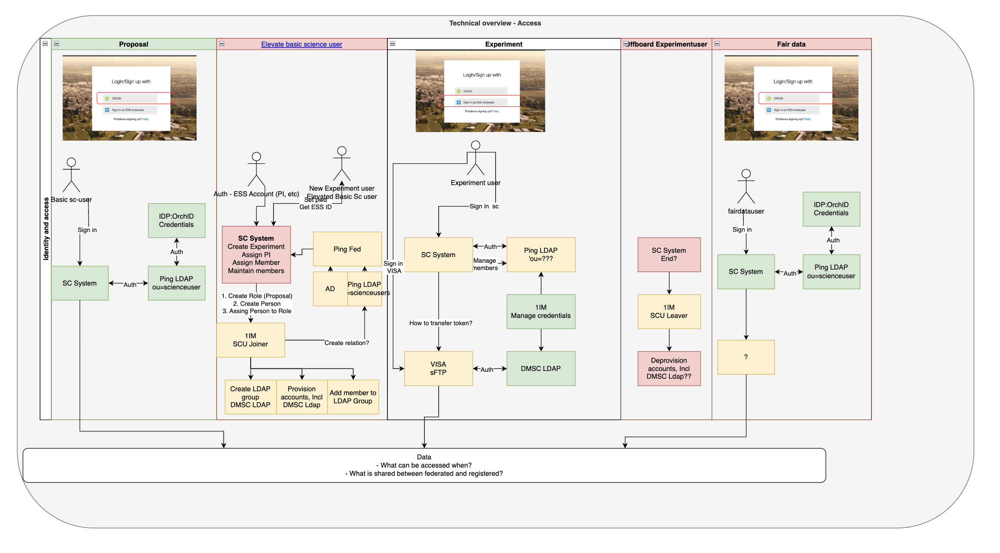 Technical overview - Access
Identity and access
Proposal
Login/Sign up with
ORCID
Sign in as ESS employee
Problems signing up? Help
Basic sc-user
Sign in
IDP:OrchID
Credentials
Auth
SC System
Auth
Ping LDAP
ou=scienceuser
Elevate basic science user
Auth - ESS Account (PI, etc)
New Experiment user
Elevated Basic Sc user
Set pwd
Get ESS ID
SC System
Create Experiment
Assign PI
Assign Member
Maintain members
Ping Fed
AD
Ping LDAP
=scienceusers
1. Create Role (Proposal)
2. Create Person
3. Assing Person to Role
1IM
SCU Joiner
Create relation?
Create LDAP
group
DMSC LDAP
Provision
accounts, Incl
DMSC Ldap
Add member to
LDAP Group
Experiment
Login/Sign up with
ORCID
Sign in as ESS employee
Problems signing up? Help
Experiment user
Sign in  sc
Sign in
VISA
SC System
Auth
Manage
members
Ping LDAP
'ou=???
1IM
Manage credentials
How to transfer token?
VISA
sFTP
Auth
DMSC LDAP
Offboard Experimentuser
SC System
End?
1IM
SCU Leaver
Deprovision
accounts, Incl
DMSC Ldap??
Fair data
Login/Sign up with
ORCID
Sign in as ESS employee
Problems signing up? Help
fairdatauser
Sign in
IDP:OrchID
Credentials
Auth
SC System
Auth
Ping LDAP
ou=scienceuser
?
Data
- What can be accessed when?
- What is shared between federated and registered?